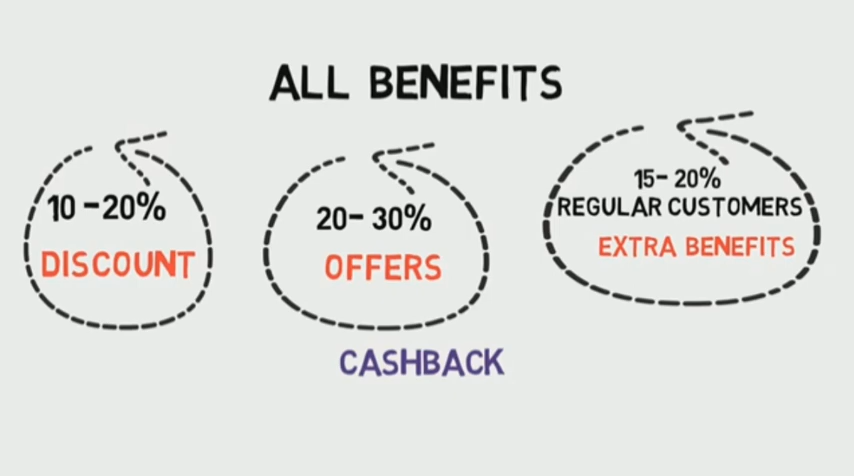 ALL BENEFITS
10-20%
DISCOUNT
20-30%
OFFERS
15-20%
REGULAR CUSTOMERS
EXTRA BENEFITS
CASHBACK